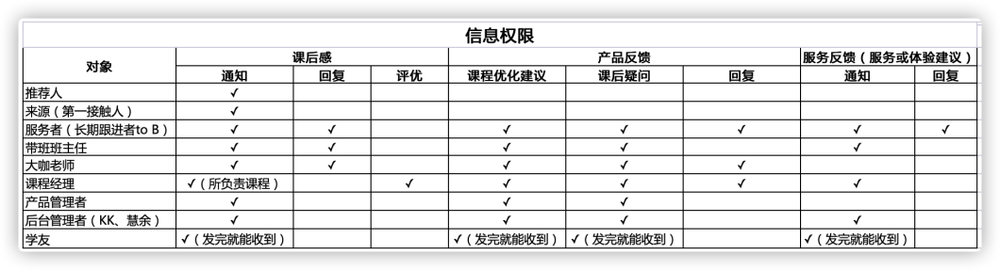 信息权限
对象 课后感 产品反馈 服务反馈（服务或体验建议）
通知 回复 评优 课程优化建议 课后疑问 回复 通知 回复
推荐人 ✓
来源（第一接触人） ✓
服务者（长期跟进者to B） ✓ ✓ ✓ ✓ ✓ ✓ ✓
带班班主任 ✓ ✓ ✓ ✓ ✓
大咖老师 ✓ ✓ ✓ ✓ ✓
课程经理 ✓（所负责课程） ✓ ✓ ✓ ✓ ✓
产品管理者 ✓ ✓ ✓
后台管理者（KK、慧余） ✓ ✓ ✓ ✓
学友 ✓（发完就能收到） ✓（发完就能收到） ✓（发完就能收到） ✓（发完就能收到）